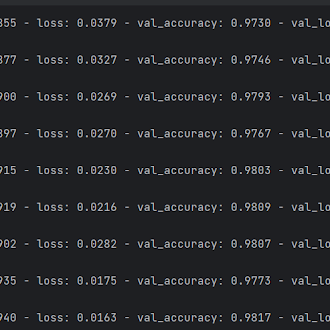 855 - loss: 0.0379 - val_accuracy: 0.9730 - val_lo
877 - loss: 0.0327 - val_accuracy: 0.9746 - val_lo
900 - loss: 0.0269 - val_accuracy: 0.9793 - val_lo
897 - loss: 0.0270 - val_accuracy: 0.9767 - val_lo
915 - loss: 0.0230 - val_accuracy: 0.9803 - val_lo
919 - loss: 0.0216 - val_accuracy: 0.9809 - val_lo
902 - loss: 0.0282 - val_accuracy: 0.9807 - val_lo
935 - loss: 0.0175 - val_accuracy: 0.9773 - val_lo
940 - loss: 0.0163 - val_accuracy: 0.9817 - val_lo